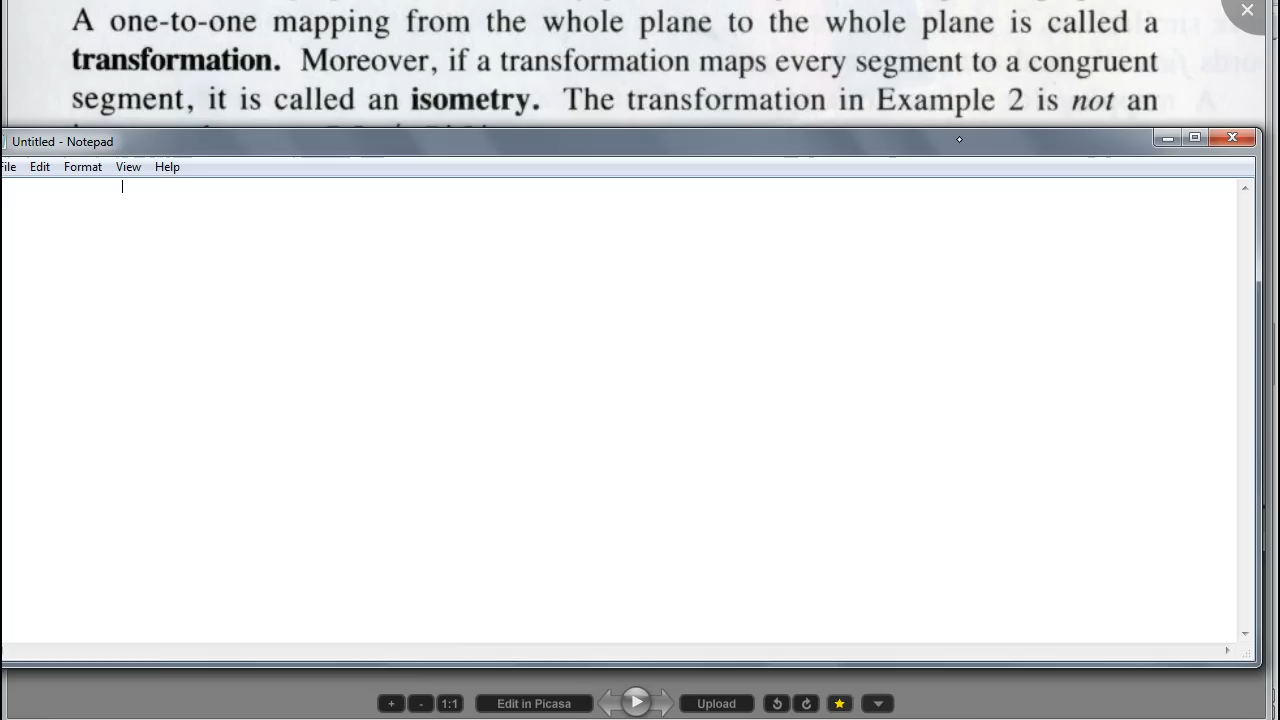 A one-to-one mapping from the whole plane to the whole plane is called a
transformation. Moreover, if a transformation maps every segment to a congruent
segment, it is called an isometry. The transformation in Example 2 is not an
Untitled - Notepad
Edit Format View Help
+ - 1:1 Edit in Picasa Upload